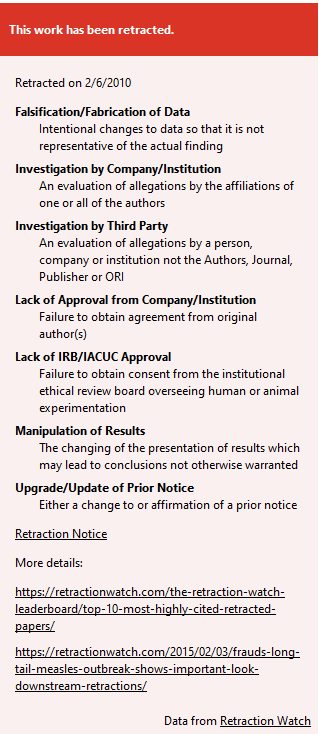 This work has been retracted.
Retracted on 2/6/2010
Falsification/Fabrication of Data
Intentional changes to data so that it is not
representative of the actual finding
Investigation by Company/Institution
An evaluation of allegations by the affiliations of
one or all of the authors
Investigation by Third Party
An evaluation of allegations by a person,
company or institution not the Authors, Journal,
Publisher or ORI
Lack of Approval from Company/Institution
Failure to obtain agreement from original
author(s)
Lack of IRB/IACUC Approval
Failure to obtain consent from the institutional
ethical review board overseeing human or animal
experimentation
Manipulation of Results
The changing of the presentation of results which
may lead to conclusions not otherwise warranted
Upgrade/Update of Prior Notice
Either a change to or affirmation of a prior notice
Retraction Notice
More details:
https://retractionwatch.com/the-retraction-watch-
leaderboard/top-10-most-highly-cited-retracted-
papers/
https://retractionwatch.com/2015/02/03/frauds-long-
tail-measles-outbreak-shows-important-look-
downstream-retractions/
Data from Retraction Watch